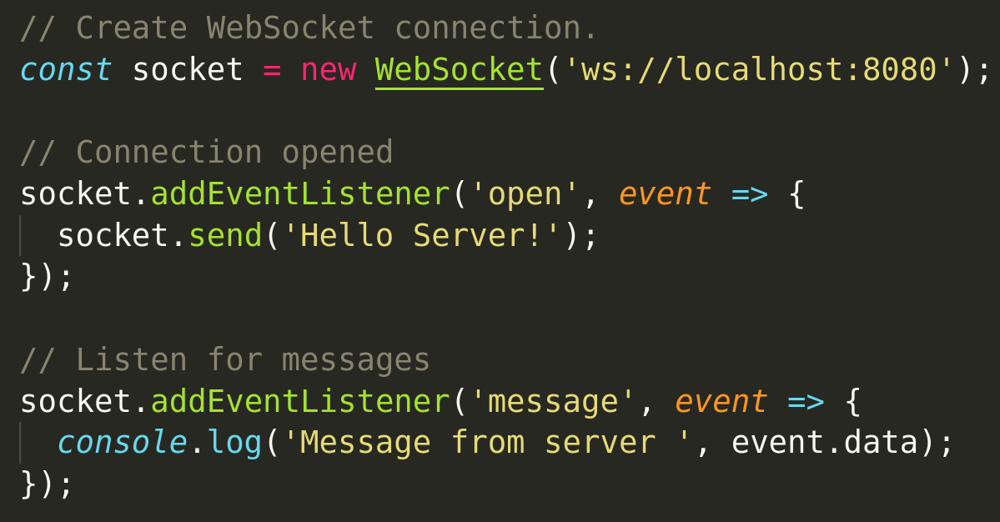 // Create WebSocket connection.
const socket = new WebSocket('ws://localhost:8080');

// Connection opened
socket.addEventListener('open', event => {
  socket.send('Hello Server!');
});

// Listen for messages
socket.addEventListener('message', event => {
  console.log('Message from server ', event.data);
});